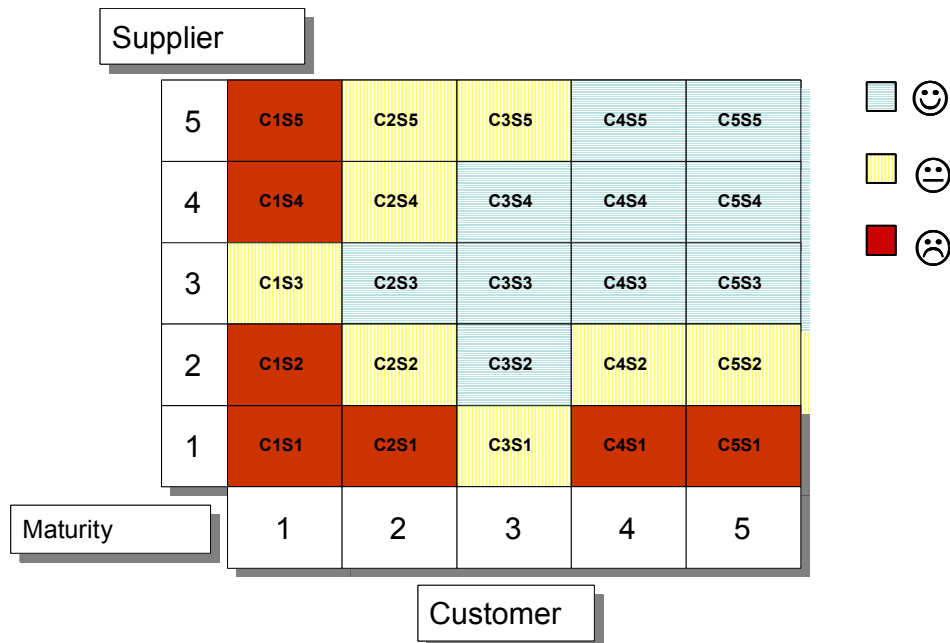 Supplier
5 C1S5 C2S5 C3S5 C4S5 C5S5
4 C1S4 C2S4 C3S4 C4S4 C5S4
3 C1S3 C2S3 C3S3 C4S3 C5S3
2 C1S2 C2S2 C3S2 C4S2 C5S2
1 C1S1 C2S1 C3S1 C4S1 C5S1
Maturity 1 2 3 4 5
Customer